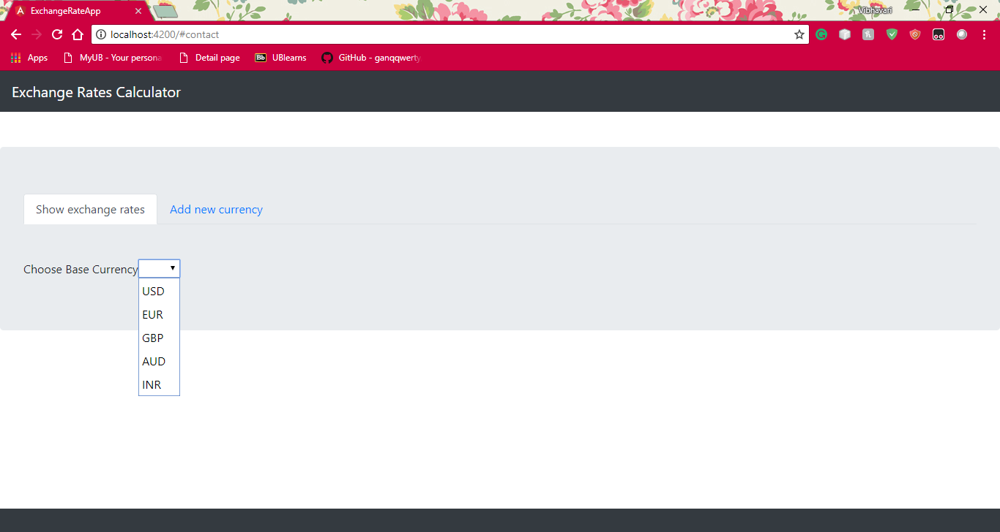 ExchangeRateApp
Vibhavari
localhost:4200/#contact
Apps
MyUB - Your persona
Detail page
Bb UBlearns
GitHub - ganqqwerty
Exchange Rates Calculator
Show exchange rates
Add new currency
Choose Base Currency
USD
EUR
GBP
AUD
INR